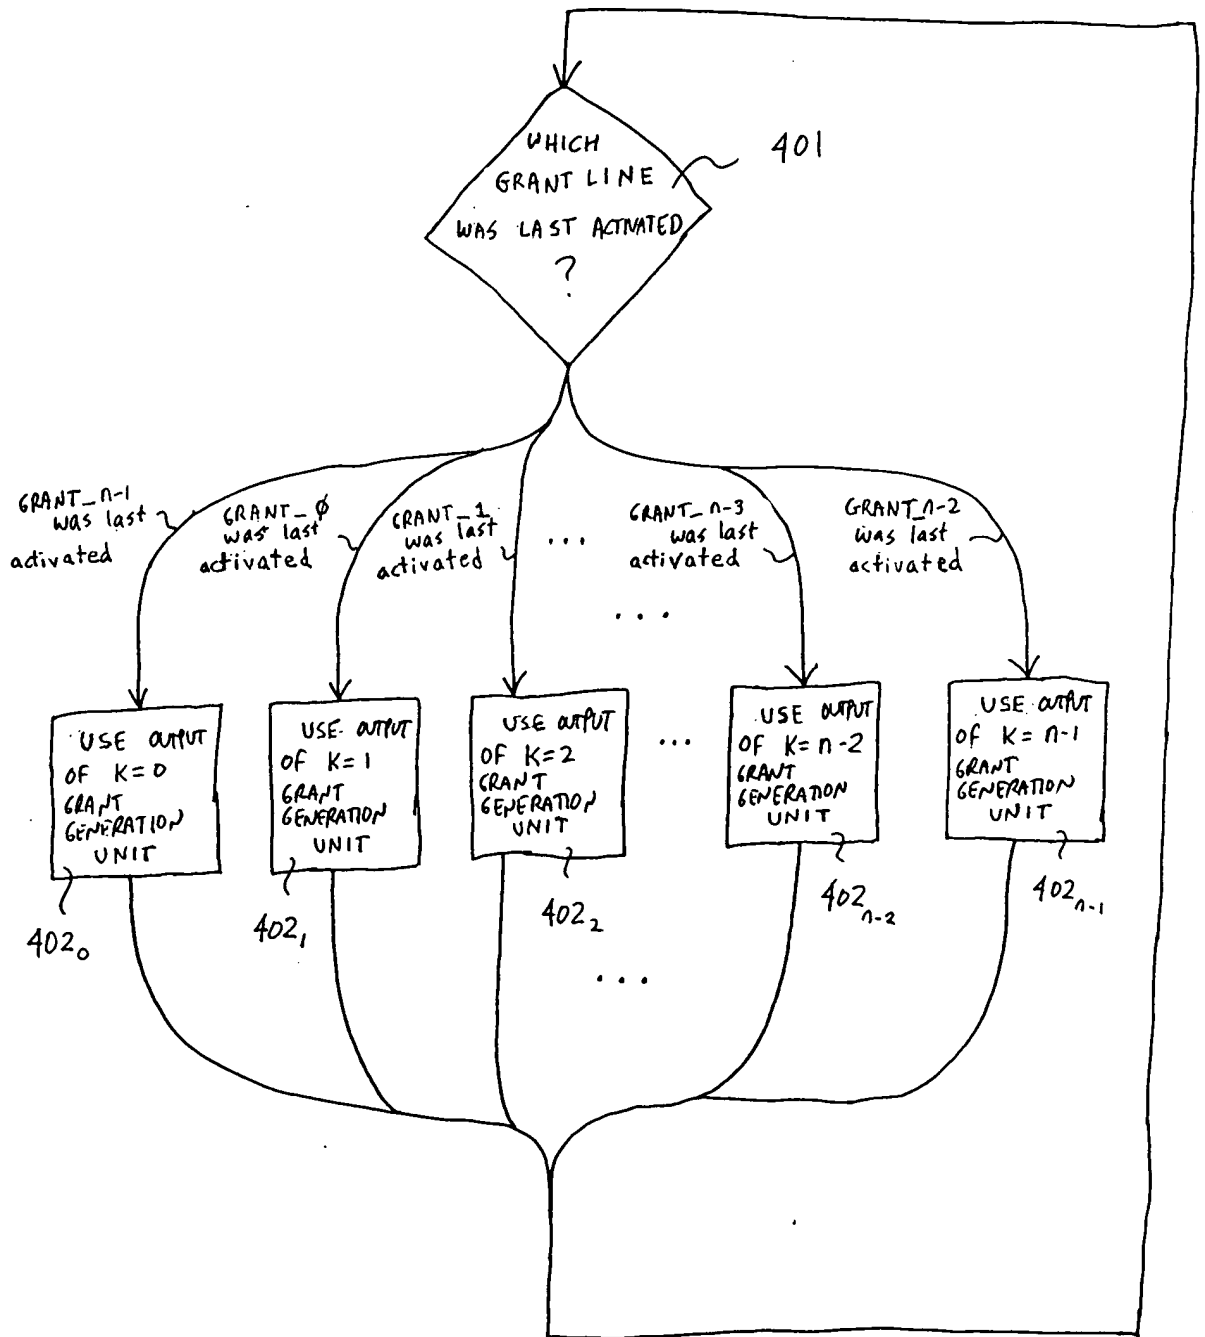 WHICH
GRANT LINE
WAS LAST ACTIVATED
?
401
GRANT_n-1
was last
activated
GRANT_Ø
was last
activated
GRANT_1
was last
activated
...
GRANT_n-3
was last
activated
GRANT_n-2
was last
activated
...
USE OUTPUT
OF K=0
GRANT
GENERATION
UNIT
402₀
USE OUTPUT
OF K=1
GRANT
GENERATION
UNIT
402₁
USE OUTPUT
OF K=2
GRANT
GENERATION
UNIT
402₂
...
USE OUTPUT
OF K=n-2
GRANT
GENERATION
UNIT
402ₙ₋₂
USE OUTPUT
OF K=n-1
GRANT
GENERATION
UNIT
402ₙ₋₁
...